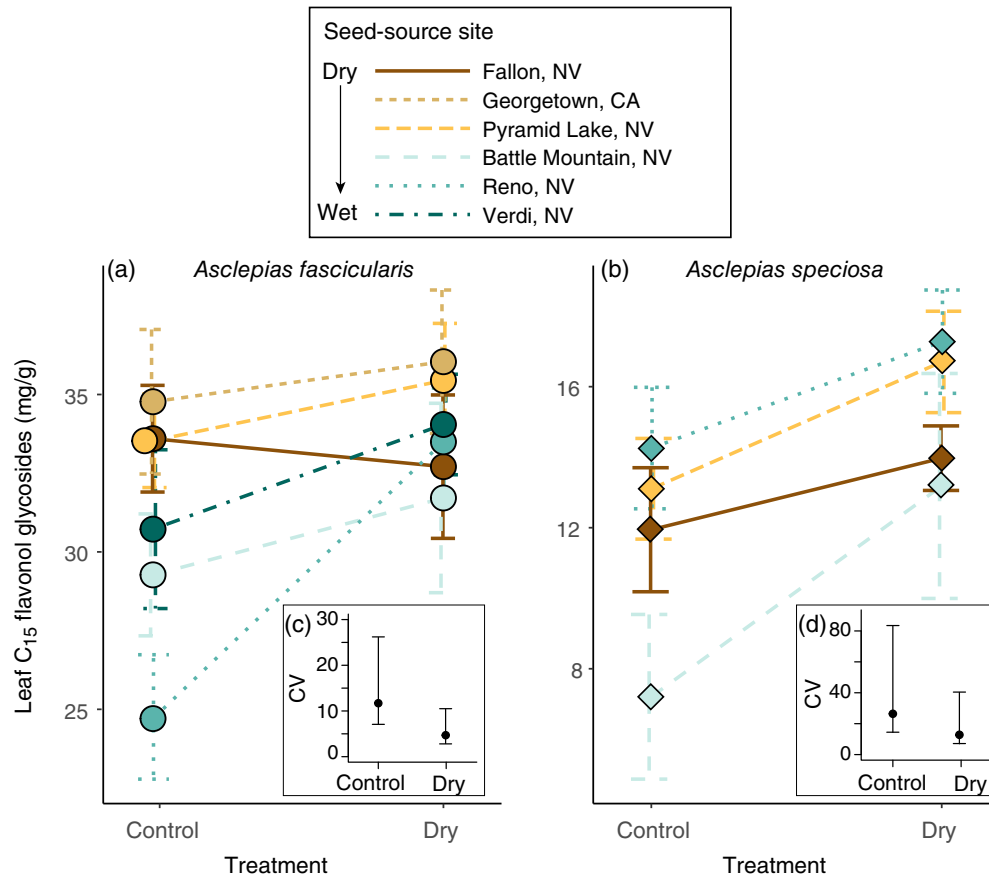 Seed-source site
Dry
Fallon, NV
Georgetown, CA
Pyramid Lake, NV
Battle Mountain, NV
Reno, NV
Wet
Verdi, NV
(a)
Asclepias fascicularis
(b)
Asclepias speciosa
Leaf C₁₅ flavonol glycosides (mg/g)
35
30
25
16
12
8
(c)
30
20
10
0
CV
Control
Dry
(d)
80
40
0
CV
Control
Dry
Control
Dry
Treatment
Control
Dry
Treatment